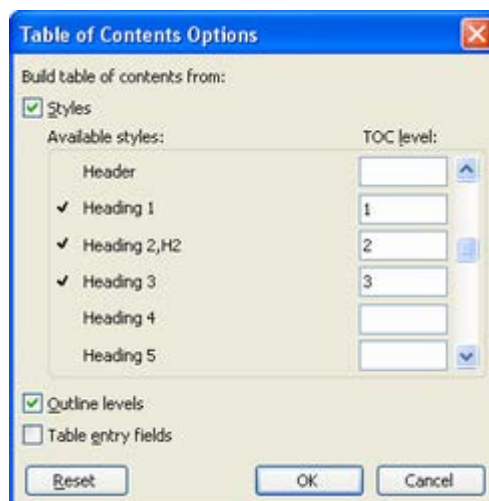 Table of Contents Options
Build table of contents from:
Styles
Available styles: TOC level:
Header
Heading 1 1
Heading 2,H2 2
Heading 3 3
Heading 4
Heading 5
Outline levels
Table entry fields
Reset OK Cancel